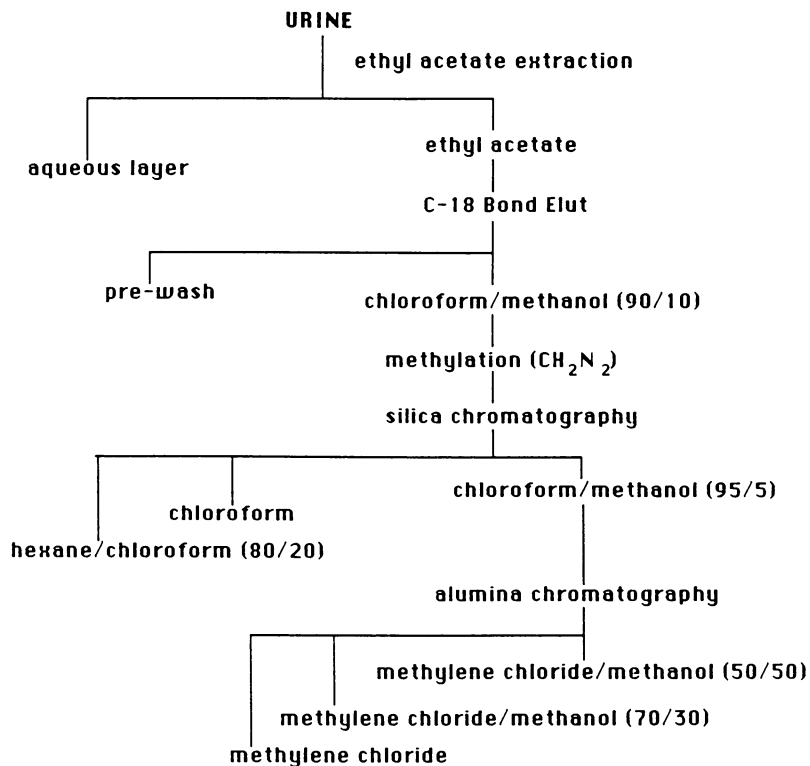 URINE
ethyl acetate extraction
ethyl acetate
aqueous layer
C-18 Bond Elut
pre-wash
chloroform/methanol (90/10)
methylation (CH₂N₂)
silica chromatography
chloroform/methanol (95/5)
chloroform
hexane/chloroform (80/20)
alumina chromatography
methylene chloride/methanol (50/50)
methylene chloride/methanol (70/30)
methylene chloride